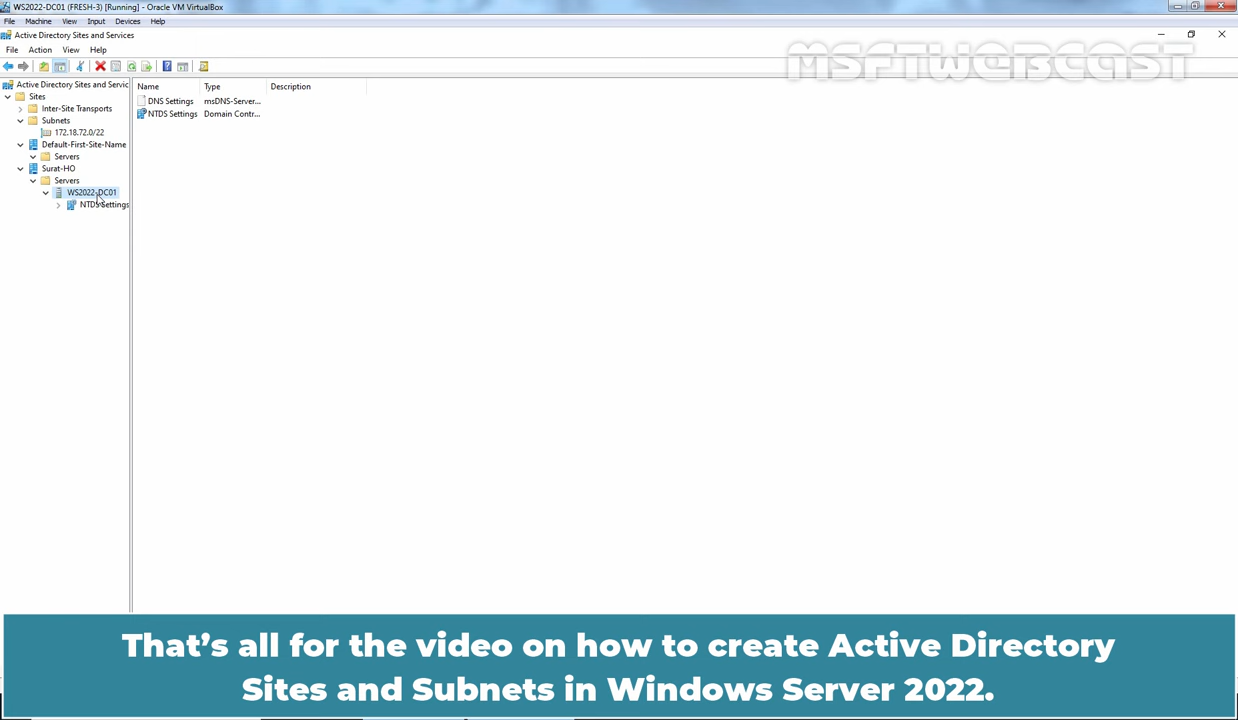 WS2022-DC01 (FRESH-3) [Running] - Oracle VM VirtualBox
File Machine View Input Devices Help
Active Directory Sites and Services
File Action View Help
MSFTWEBCAST
Active Directory Sites and Servic
Sites
Inter-Site Transports
Subnets
172.18.72.0/22
Default-First-Site-Name
Servers
Surat-HO
Servers
WS2022-DC01
NTDS Settings
Name Type Description
DNS Settings msDNS-Server...
NTDS Settings Domain Contr...
That’s all for the video on how to create Active Directory
Sites and Subnets in Windows Server 2022.